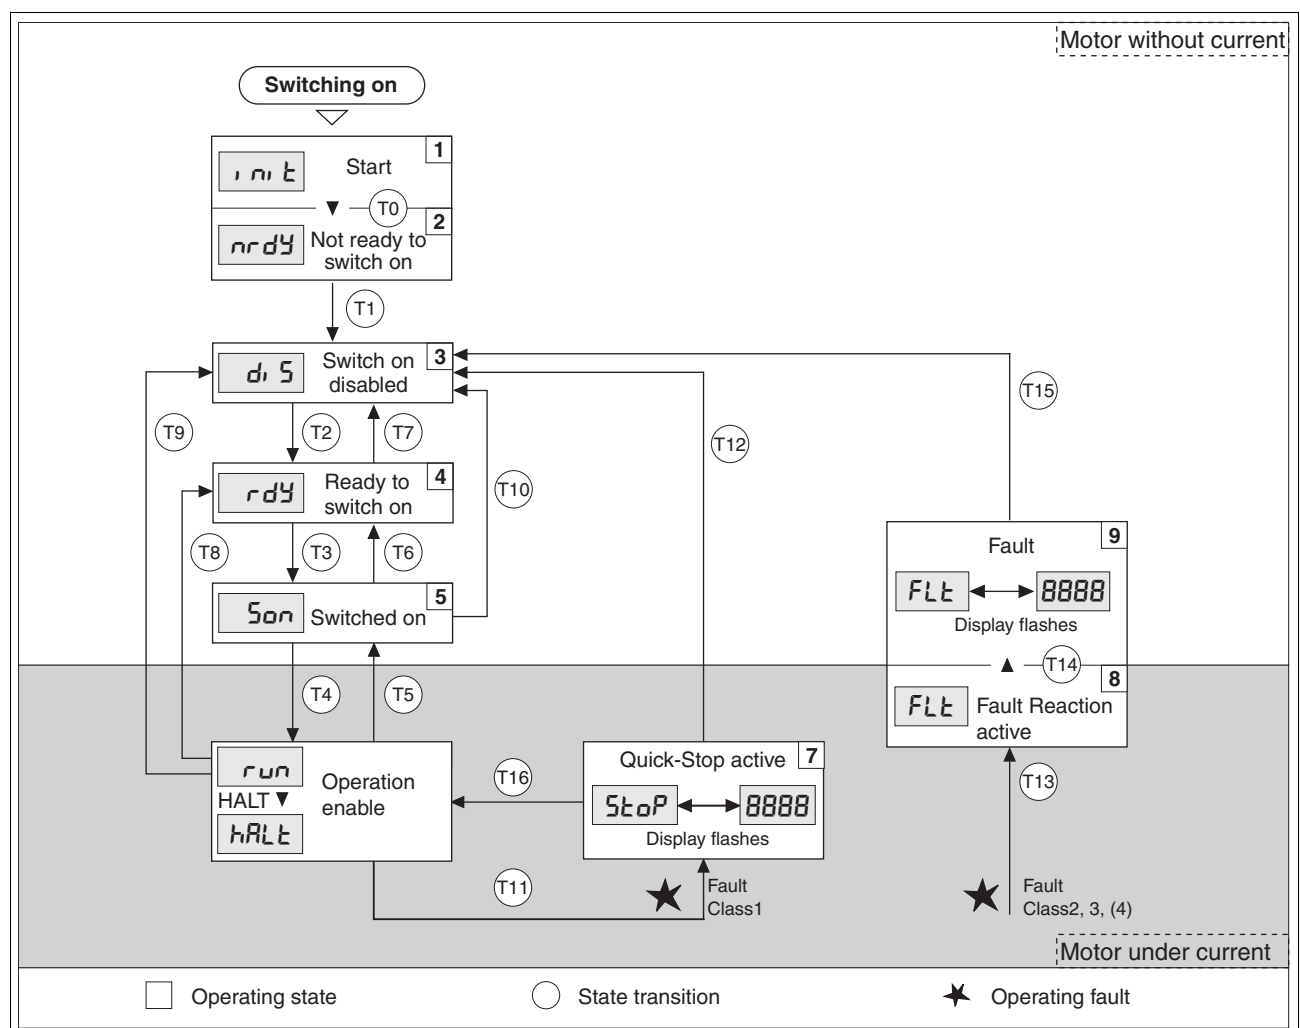 Motor without current
Switching on
1
init
Start
T0
2
nrdy
Not ready to
switch on
T1
3
diS
Switch on
disabled
T15
T9
T2
T7
T12
4
rdy
Ready to
switch on
T10
T8
T3
T6
9
Fault
FLt
8888
Display flashes
5
Son
Switched on
T14
8
FLt
Fault Reaction
active
T4
T5
run
HALT
hALt
Operation
enable
T16
7
Quick-Stop active
StoP
8888
Display flashes
T13
T11
Fault
Class1
Fault
Class2, 3, (4)
Motor under current
Operating state
State transition
Operating fault